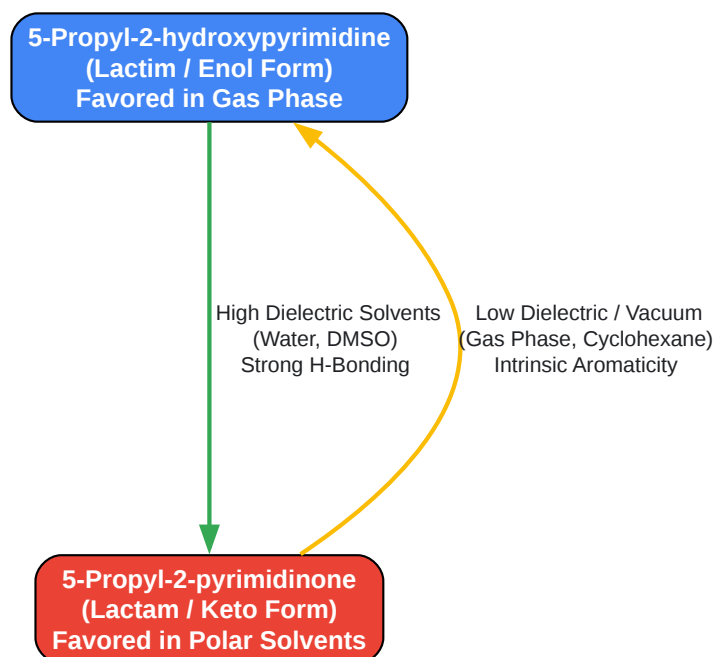 5-Propyl-2-hydroxypyrimidine
(Lactim / Enol Form)
Favored in Gas Phase
High Dielectric Solvents
(Water, DMSO)
Strong H-Bonding
Low Dielectric / Vacuum
(Gas Phase, Cyclohexane)
Intrinsic Aromaticity
5-Propyl-2-pyrimidinone
(Lactam / Keto Form)
Favored in Polar Solvents